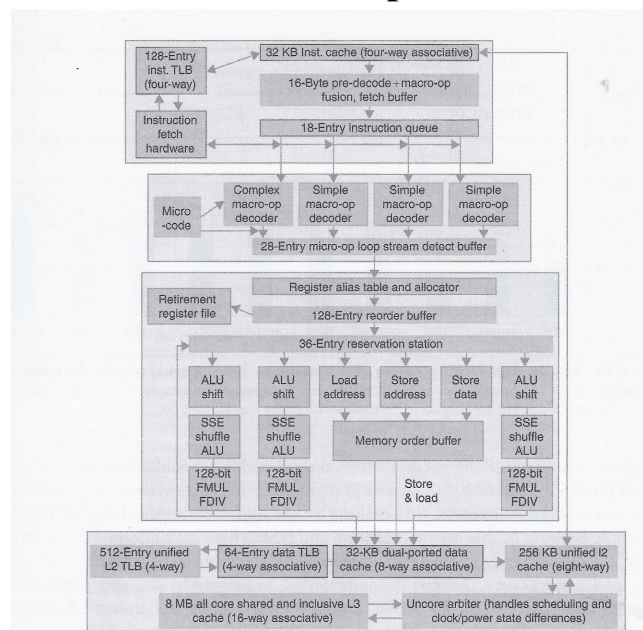 128-Entry
inst. TLB
(four-way)
32 KB Inst. cache (four-way associative)
16-Byte pre-decode+macro-op
fusion, fetch buffer
Instruction
fetch
hardware
18-Entry instruction queue
Micro
-code
Complex
macro-op
decoder
Simple
macro-op
decoder
Simple
macro-op
decoder
Simple
macro-op
decoder
28-Entry micro-op loop stream detect buffer
Register alias table and allocator
Retirement
register file
128-Entry reorder buffer
36-Entry reservation station
ALU
shift
ALU
shift
Load
address
Store
address
Store
data
ALU
shift
SSE
shuffle
ALU
SSE
shuffle
ALU
Memory order buffer
SSE
shuffle
ALU
128-bit
FMUL
FDIV
128-bit
FMUL
FDIV
Store
& load
128-bit
FMUL
FDIV
512-Entry unified
L2 TLB (4-way)
64-Entry data TLB
(4-way associative)
32-KB dual-ported data
cache (8-way associative)
256 KB unified l2
cache (eight-way)
8 MB all core shared and inclusive L3
cache (16-way associative)
Uncore arbiter (handles scheduling and
clock/power state differences)